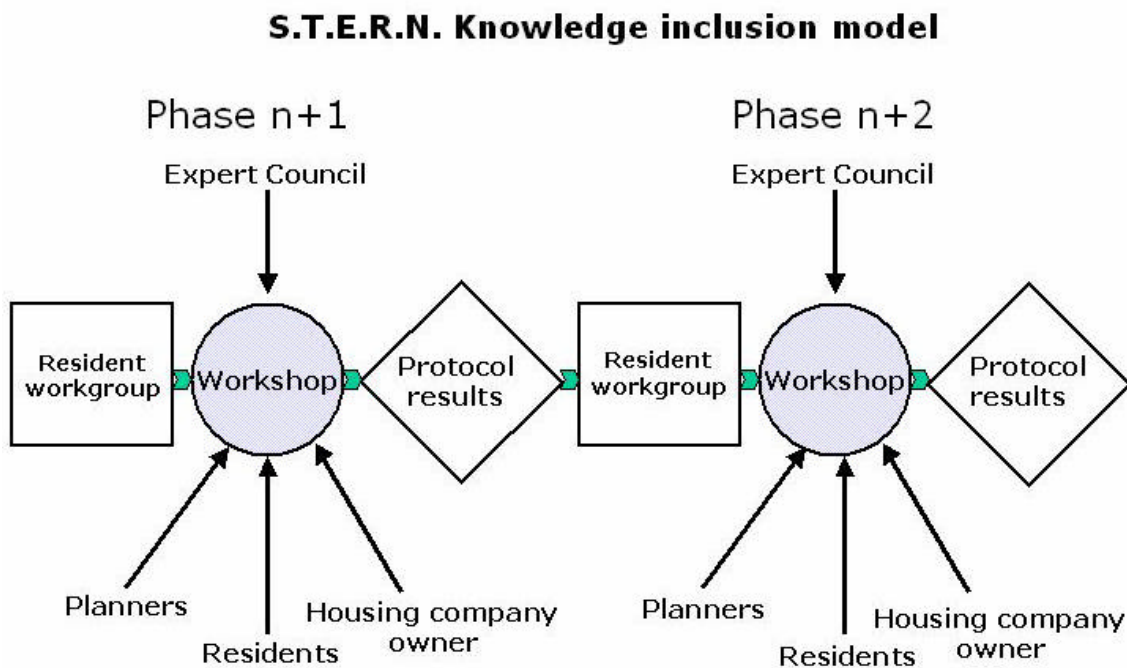 S.T.E.R.N. Knowledge inclusion model
Phase n+1
Phase n+2
Expert Council
Expert Council
Resident
workgroup
Workshop
Protocol
results
Resident
workgroup
Workshop
Protocol
results
Planners
Residents
Housing company
owner
Planners
Residents
Housing company
owner